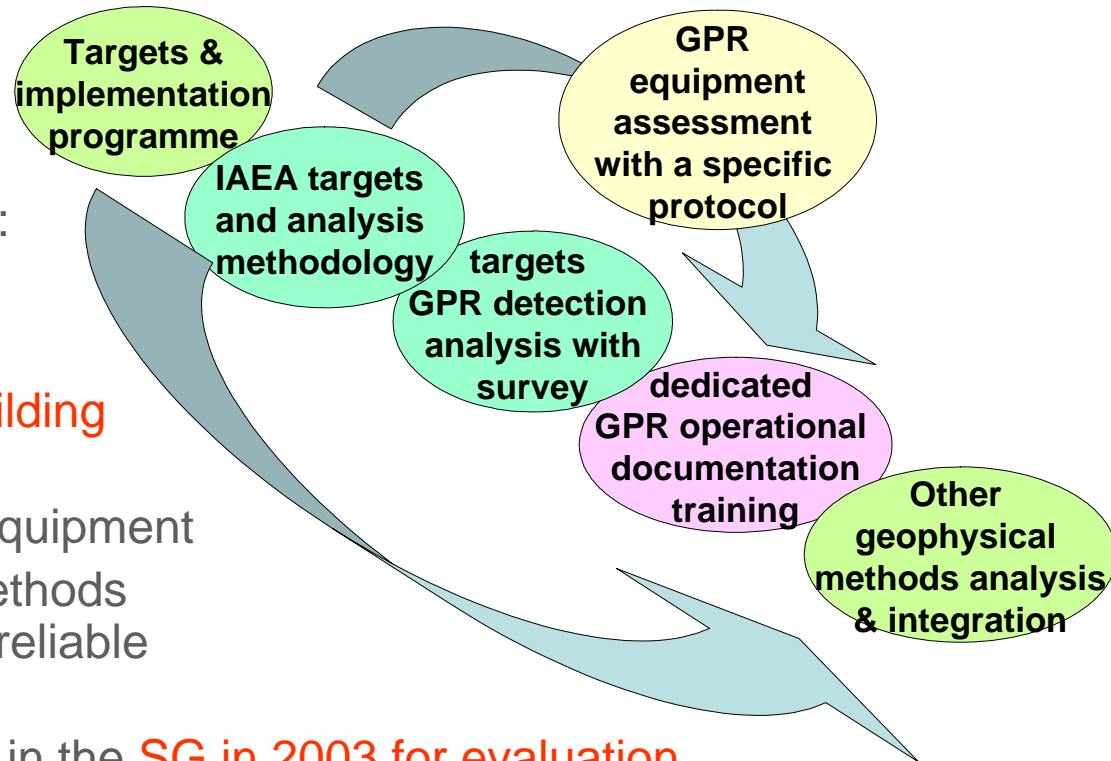 Targets &
implementation
programme
GPR
equipment
assessment
with a specific
protocol
IAEA targets
and analysis
methodology
:
targets
GPR detection
analysis with
survey
dedicated
GPR operational
documentation
training
Other
geophysical
methods analysis
& integration
ilding
quipment
ethods
reliable
in the SG in 2003 for evaluation